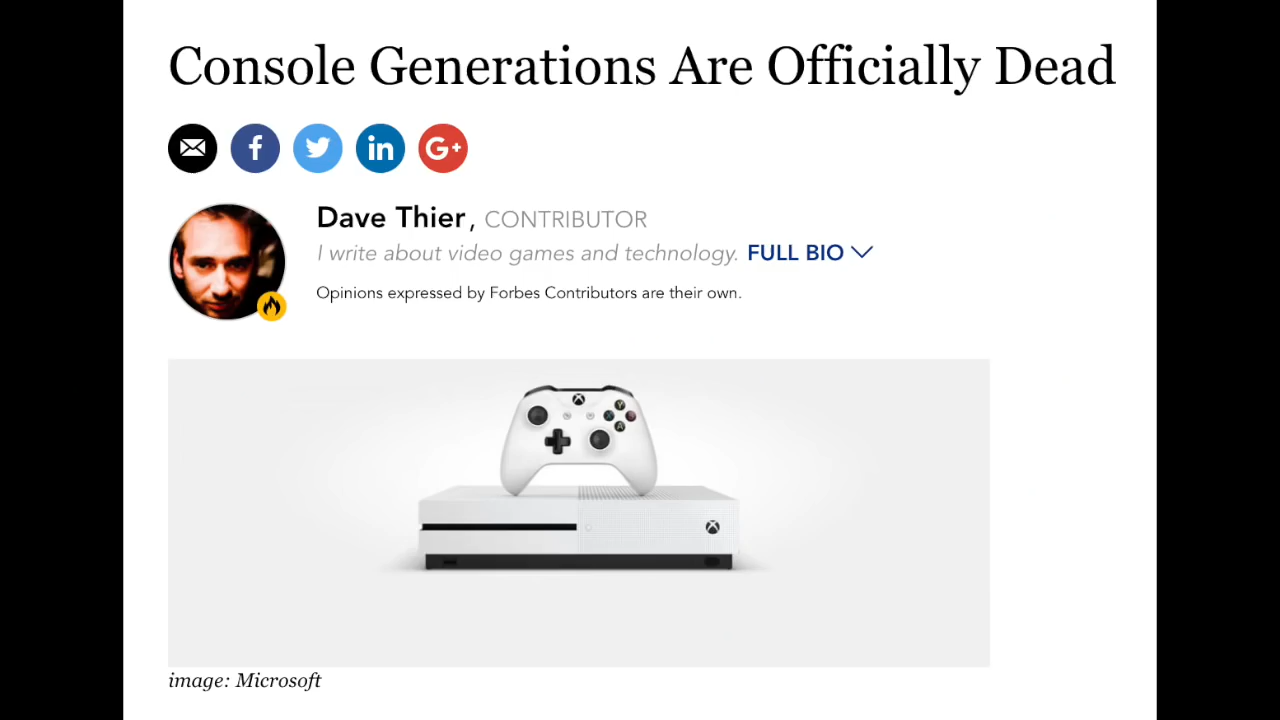 Console Generations Are Officially Dead
f in G+
Dave Thier, CONTRIBUTOR
I write about video games and technology. FULL BIO
Opinions expressed by Forbes Contributors are their own.
Y
A
image: Microsoft